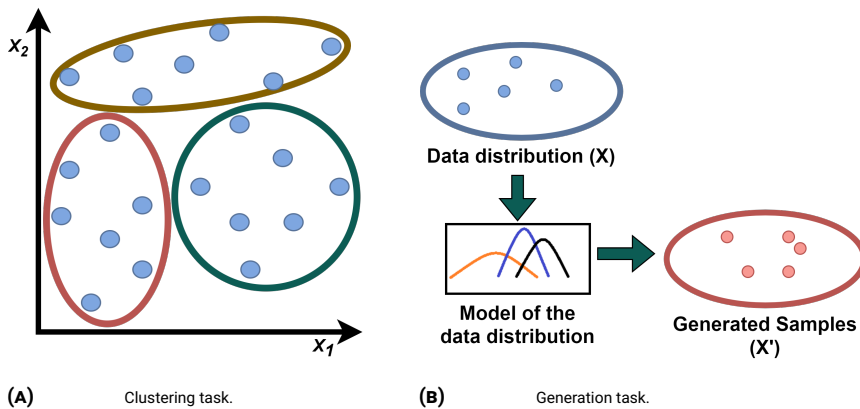 X2
X1
(A) Clustering task.
Data distribution (X)
Model of the
data distribution
Generated Samples
(X')
(B) Generation task.